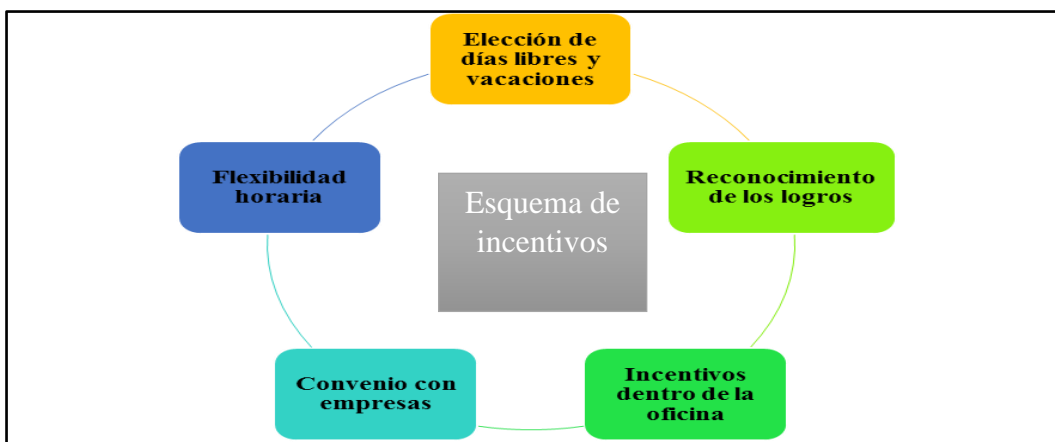 Elección de
días libres y
vacaciones
Flexibilidad
horaria
Reconocimiento
de los logros
Esquema de
incentivos
Convenio con
empresas
Incentivos
dentro de la
oficina